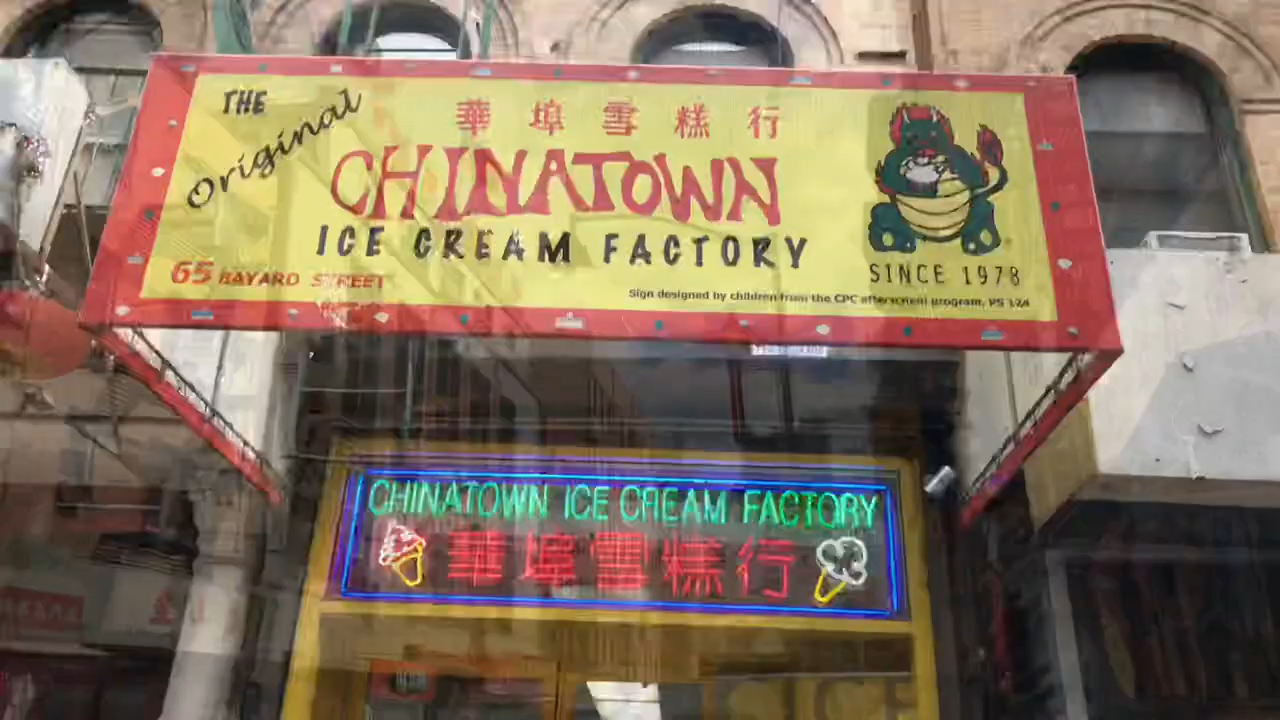 THE
Original
華埠雪糕行
CHINATOWN
ICE CREAM FACTORY
65 BAYARD STREET
SINCE 1978
Sign designed by children from the CPC afterschool program, PS 124
CHINATOWN ICE CREAM FACTORY
華埠雪糕行